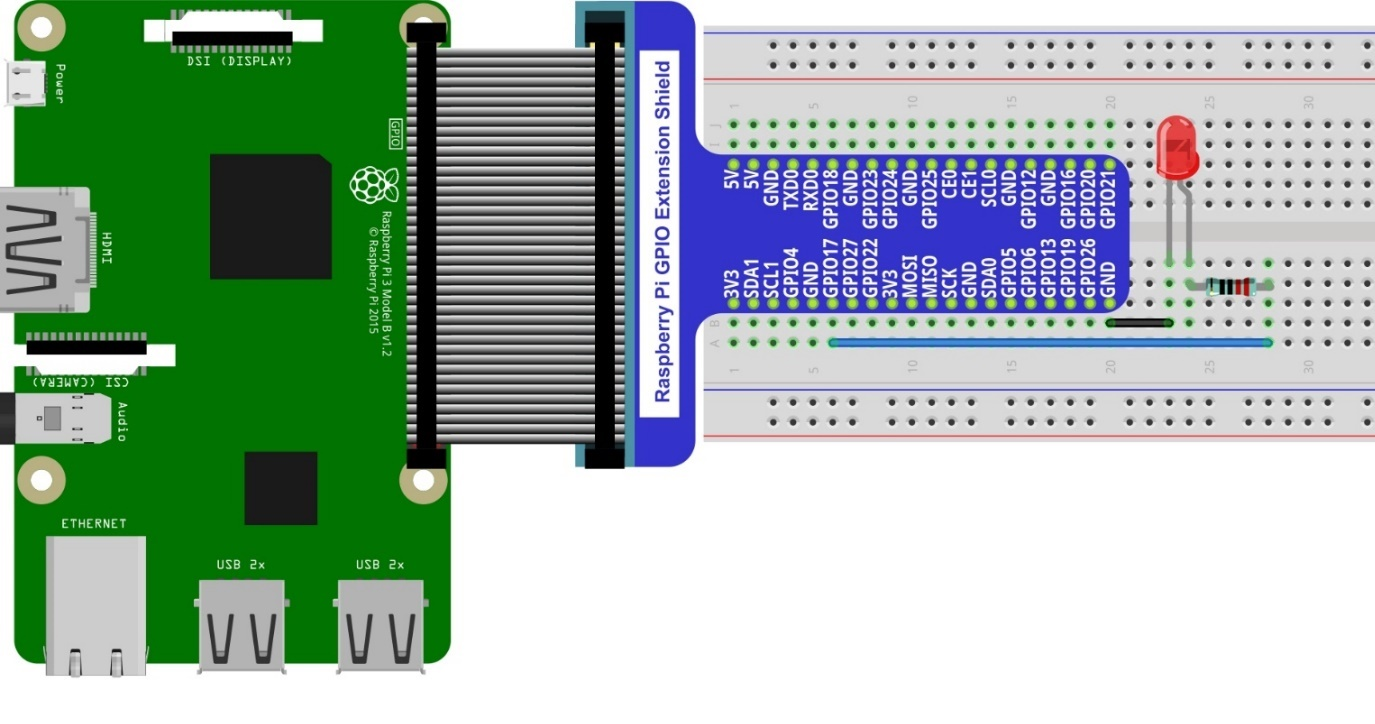 DSI (DISPLAY)
Power
GPIO
HDMI
Raspberry Pi 3 Model B v1.2
© Raspberry Pi 2015
CSI (CAMERA)
Audio
ETHERNET
USB 2x
USB 2x
Raspberry Pi GPIO Extension Shield
1 5 10 15 20 25 30
J
I
5V 5V GND TXD0 RXD0 GPIO18 GND GPIO23 GPIO24 GND GPIO25 CE0 CE1 SCL0 GND GPIO12 GND GPIO16 GPIO20 GPIO21
3V3 SDA1 SCL1 GPIO4 GND GPIO17 GPIO27 GPIO22 3V3 MOSI MISO SCK GND SDA0 GPIO5 GPIO6 GPIO13 GPIO19 GPIO26 GND
B
A
1 5 10 15 20 25 30